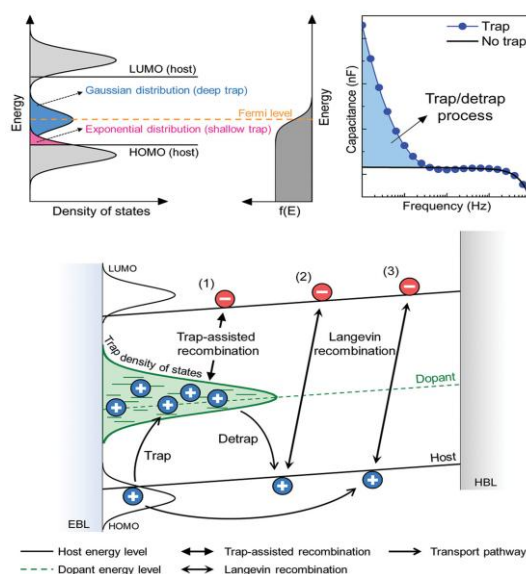 Energy
LUMO (host)
Gaussian distribution (deep trap)
Fermi level
Exponential distribution (shallow trap)
HOMO (host)
Density of states
Energy
f(E)
Capacitance (nF)
Trap
No trap
Trap/detrap
process
Frequency (Hz)
LUMO
(1)
(2)
(3)
Trap-assisted
recombination
Langevin
recombination
Trap density of states
Dopant
Trap
Detrap
Host
EBL
HOMO
HBL
Host energy level
Trap-assisted recombination
Transport pathway
Dopant energy level
Langevin recombination